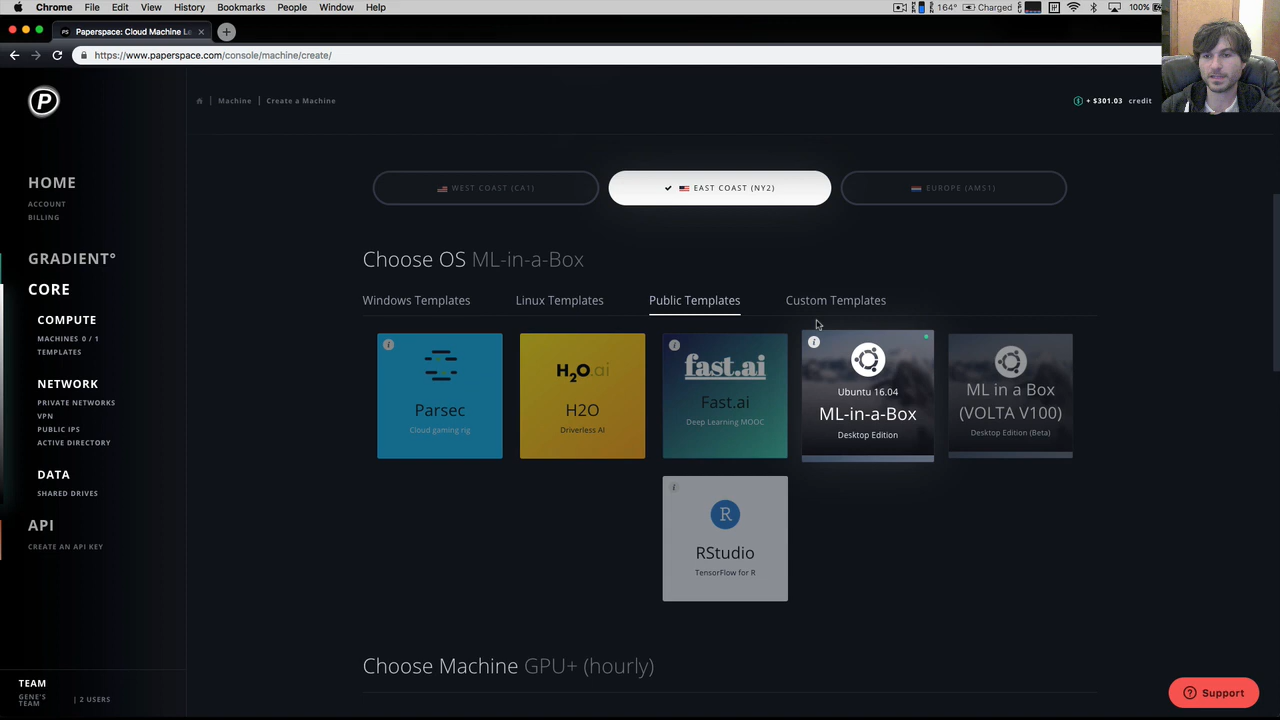 Chrome File Edit View History Bookmarks People Window Help 164° Charged 100%
Paperspace: Cloud Machine Le
https://www.paperspace.com/console/machine/create/
P
Machine | Create a Machine
+ $301.03 credit
HOME
ACCOUNT
BILLING
GRADIENT°
CORE
COMPUTE
MACHINES 0 / 1
TEMPLATES
NETWORK
PRIVATE NETWORKS
VPN
PUBLIC IPS
ACTIVE DIRECTORY
DATA
SHARED DRIVES
API
CREATE AN API KEY
TEAM
GENE'S TEAM | 2 USERS
WEST COAST (CA1)
EAST COAST (NY2)
EUROPE (AMS1)
Choose OS ML-in-a-Box
Windows Templates
Linux Templates
Public Templates
Custom Templates
Parsec
Cloud gaming rig
H2O.ai
H2O
Driverless AI
fast.ai
Fast.ai
Deep Learning MOOC
Ubuntu 16.04
ML-in-a-Box
Desktop Edition
ML in a Box
(VOLTA V100)
Desktop Edition (Beta)
R
RStudio
TensorFlow for R
Choose Machine GPU+ (hourly)
Support